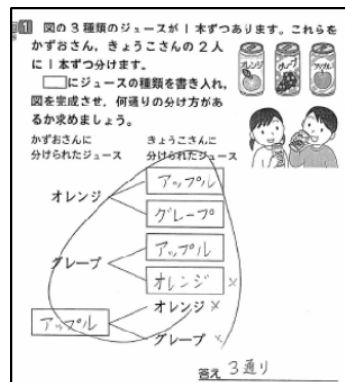 1 図の3種類のジュースが1本ずつあります。これらを
かずおさん，きょうこさんの2人
に1本ずつ分けます。
□にジュースの種類を書き入れ，
図を完成させ，何通りの分け方があ
るか求めましょう。
オレンジ グレープ アップル
かずおさんに きょうこさんに
分けられたジュース 分けられたジュース
オレンジ アップル
グレープ
グレープ アップル
オレンジ ×
アップル オレンジ ×
グレープ ×
答え 3通り